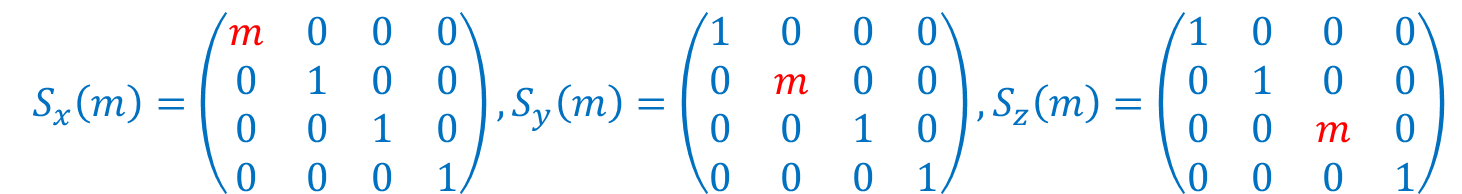 S_x(m) = (m 0 0 0
0 1 0 0
0 0 1 0
0 0 0 1), S_y(m) = (1 0 0 0
0 m 0 0
0 0 1 0
0 0 0 1), S_z(m) = (1 0 0 0
0 1 0 0
0 0 m 0
0 0 0 1)